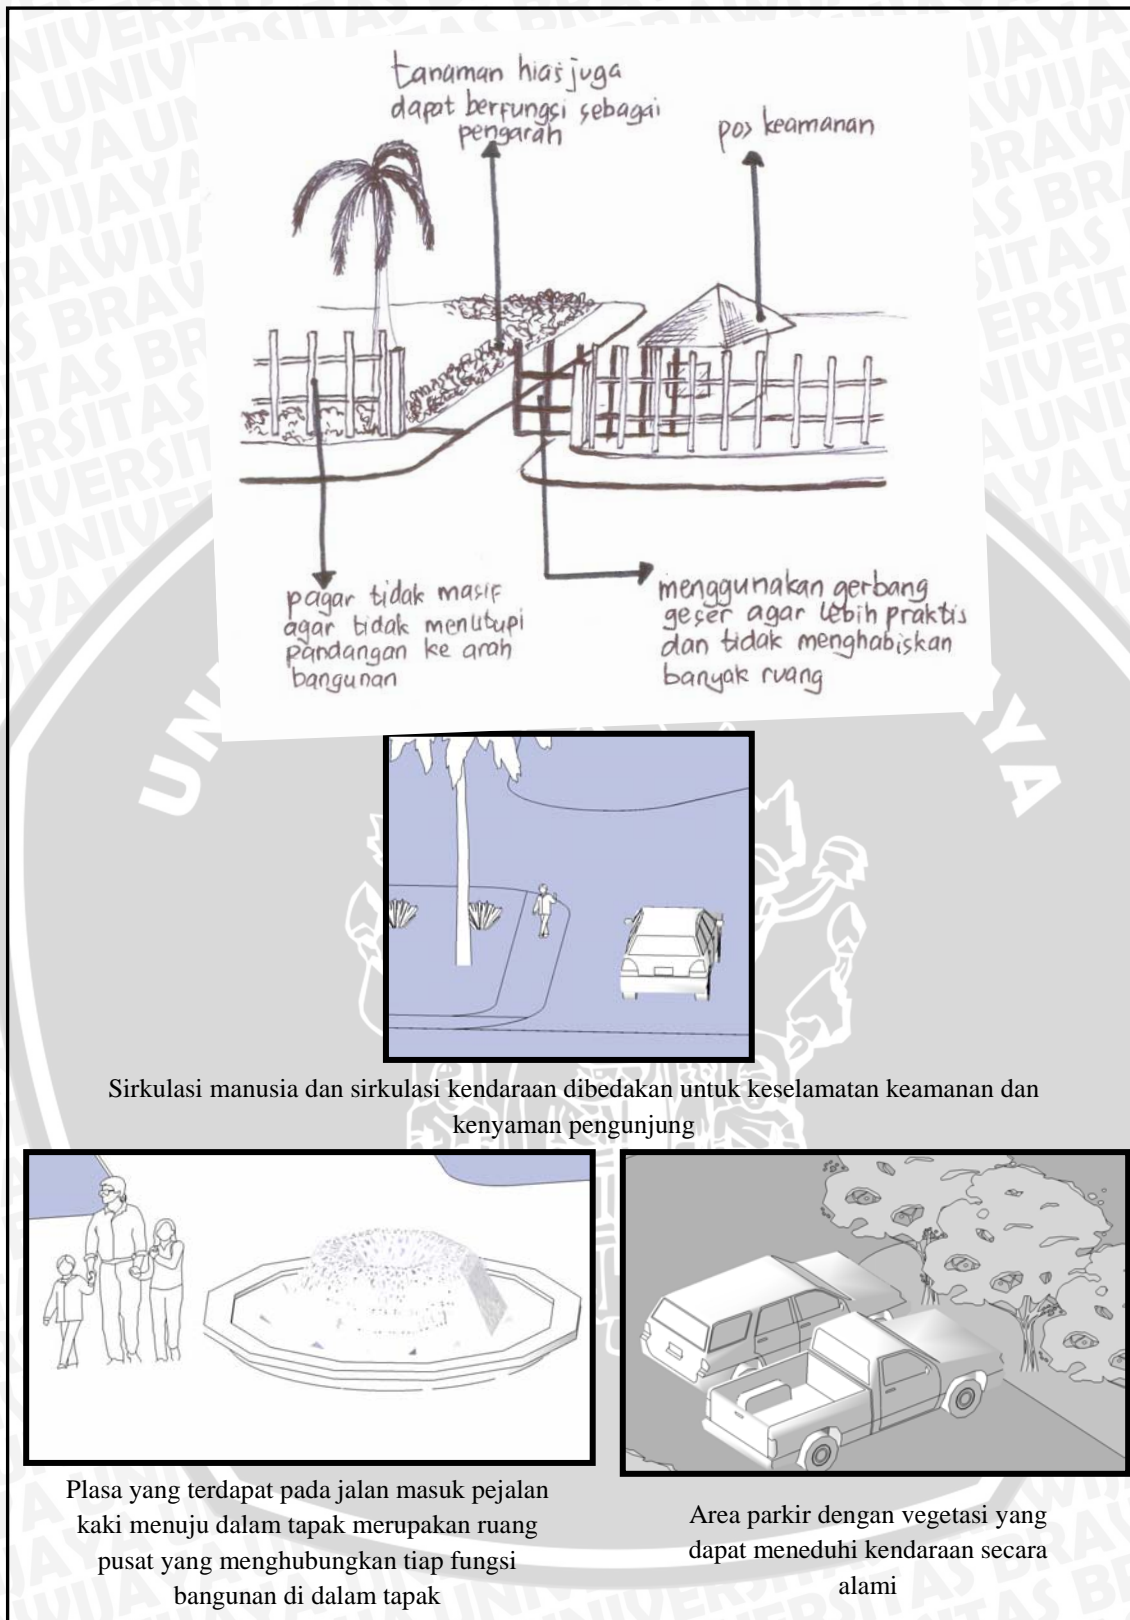 tanaman hias juga
dapat berfungsi sebagai
pengarah
pos keamanan
pagar tidak masif
agar tidak menutupi
pandangan ke arah
bangunan
menggunakan gerbang
geser agar lebih praktis
dan tidak menghabiskan
banyak ruang
Sirkulasi manusia dan sirkulasi kendaraan dibedakan untuk keselamatan keamanan dan
kenyaman pengunjung
Plasa yang terdapat pada jalan masuk pejalan
kaki menuju dalam tapak merupakan ruang
pusat yang menghubungkan tiap fungsi
bangunan di dalam tapak
Area parkir dengan vegetasi yang
dapat meneduhi kendaraan secara
alami